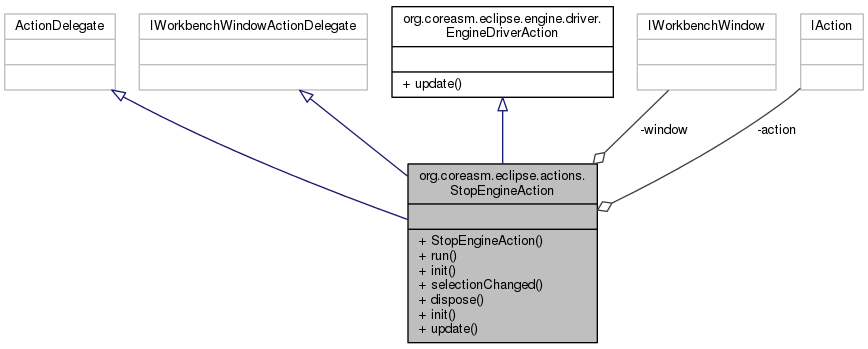 ActionDelegate
IWorkbenchWindowActionDelegate
org.coreasm.eclipse.engine.driver.
EngineDriverAction
+ update()
IWorkbenchWindow
IAction
-window
-action
org.coreasm.eclipse.actions.
StopEngineAction
+ StopEngineAction()
+ run()
+ init()
+ selectionChanged()
+ dispose()
+ init()
+ update()